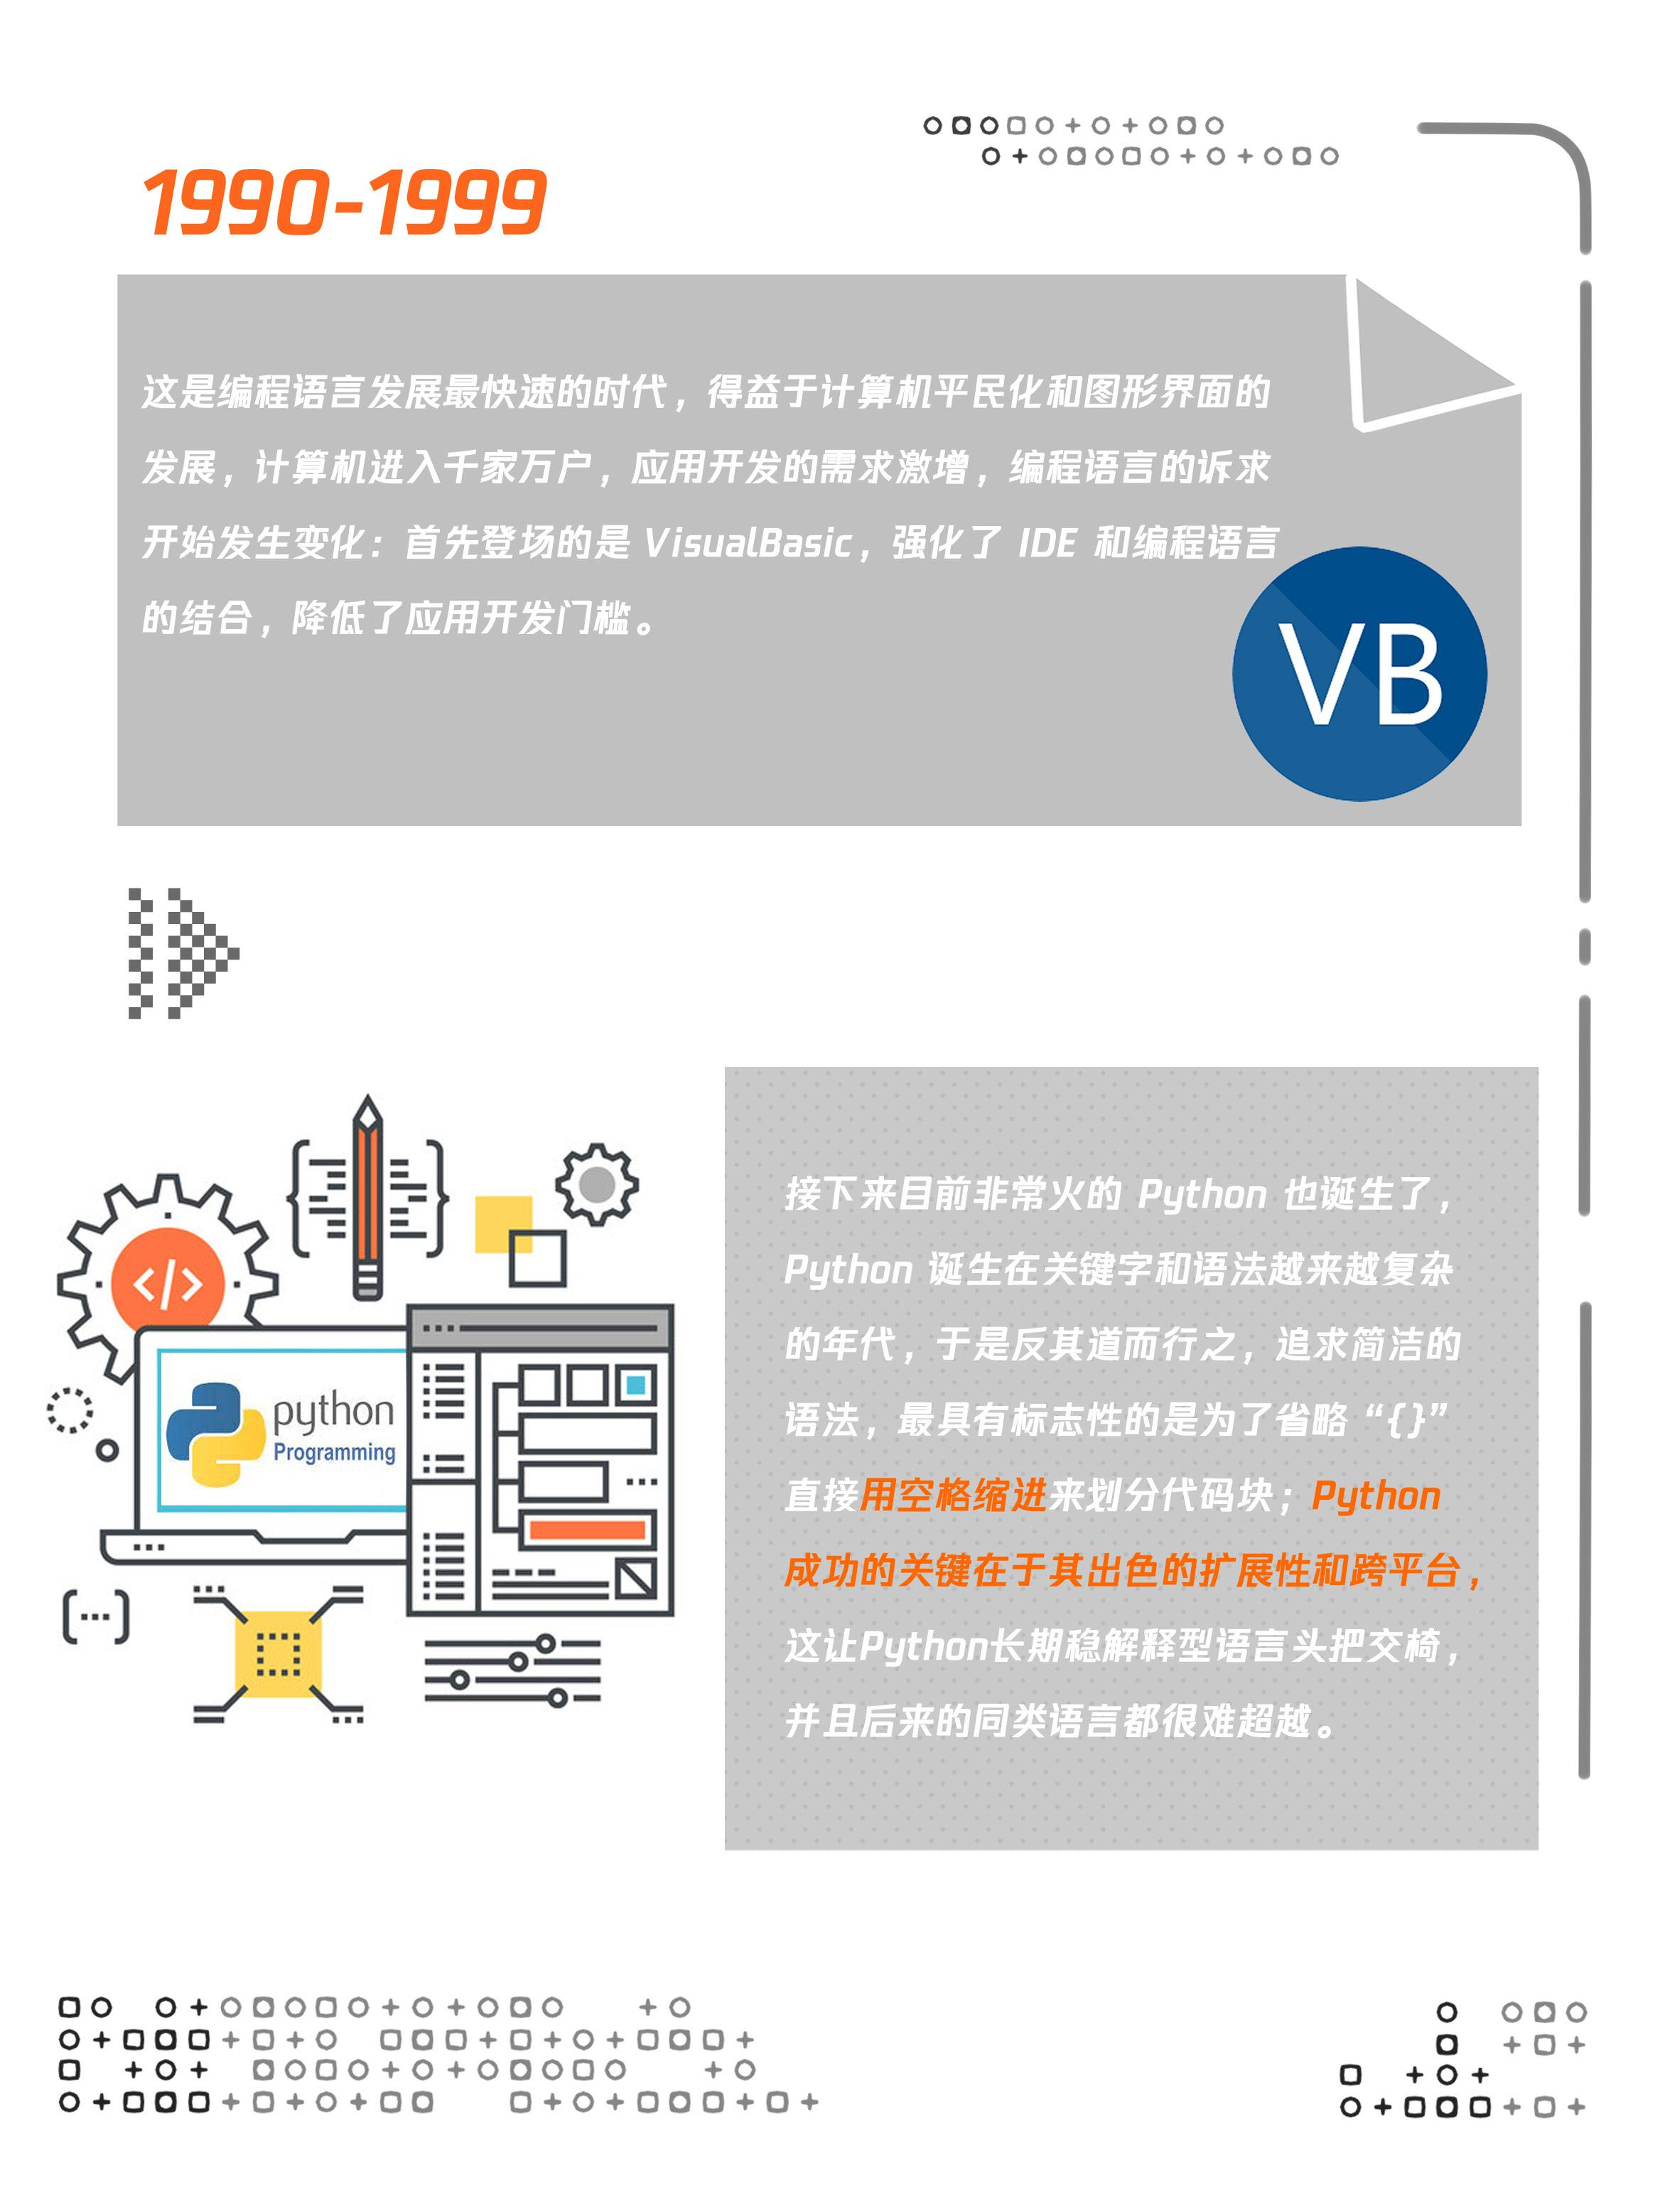 1990-1999
这是编程语言发展最快速的时代，得益于计算机平民化和图形界面的
发展，计算机进入千家万户，应用开发的需求激增，编程语言的诉求
开始发生变化：首先登场的是 VisualBasic，强化了 IDE 和编程语言
的结合，降低了应用开发门槛。
VB
</>
python
Programming
接下来目前非常火的 Python 也诞生了，
Python 诞生在关键字和语法越来越复杂
的年代，于是反其道而行之，追求简洁的
语法，最具有标志性的是为了省略“{}”
直接用空格缩进来划分代码块；Python
成功的关键在于其出色的扩展性和跨平台，
这让Python长期稳解释型语言头把交椅，
并且后来的同类语言都很难超越。